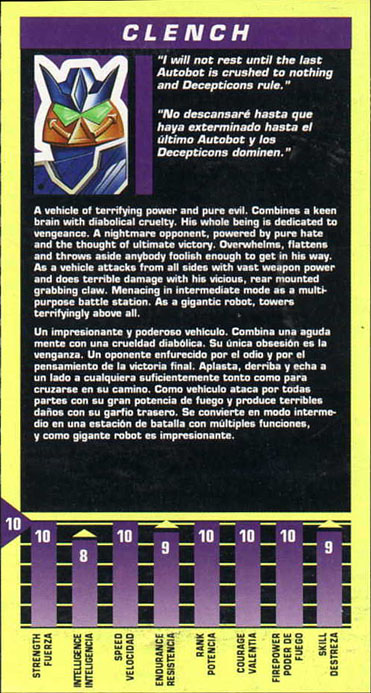 CLENCH
"I will not rest until the last
Autobot is crushed to nothing
and Decepticons rule."
"No descansaré hasta que
haya exterminado hasta el
último Autobot y los
Decepticons dominen."
A vehicle of terrifying power and pure evil. Combines a keen
brain with diabolical cruelty. His whole being is dedicated to
vengeance. A nightmare opponent, powered by pure hate
and the thought of ultimate victory. Overwhelms, flattens
and throws aside anybody foolish enough to get in his way.
As a vehicle attacks from all sides with vast weapon power
and does terrible damage with his vicious, rear mounted
grabbing claw. Menacing in intermediate mode as a multi-
purpose battle station. As a gigantic robot, towers
terrifyingly above all.
Un impresionante y poderoso vehículo. Combina una aguda
mente con una crueldad diabólica. Su única obsesión es la
venganza. Un oponente enfurecido por el odio y por el
pensamiento de la victoria final. Aplasta, derriba y echa a
un lado a cualquiera suficientemente tonto como para
cruzarse en su camino. Como vehículo ataca por todas
partes con su gran potencia de fuego y produce terribles
daños con su garfio trasero. Se convierte en modo interme-
dio en una estación de batalla con múltiples funciones,
y como gigante robot es impresionante.
10
10
8
10
9
10
10
10
9
STRENGTH
FUERZA
INTELLIGENCE
INTELIGENCIA
SPEED
VELOCIDAD
ENDURANCE
RESISTENCIA
RANK
POTENCIA
COURAGE
VALENTIA
FIREPOWER
PODER DE
FUEGO
SKILL
DESTREZA